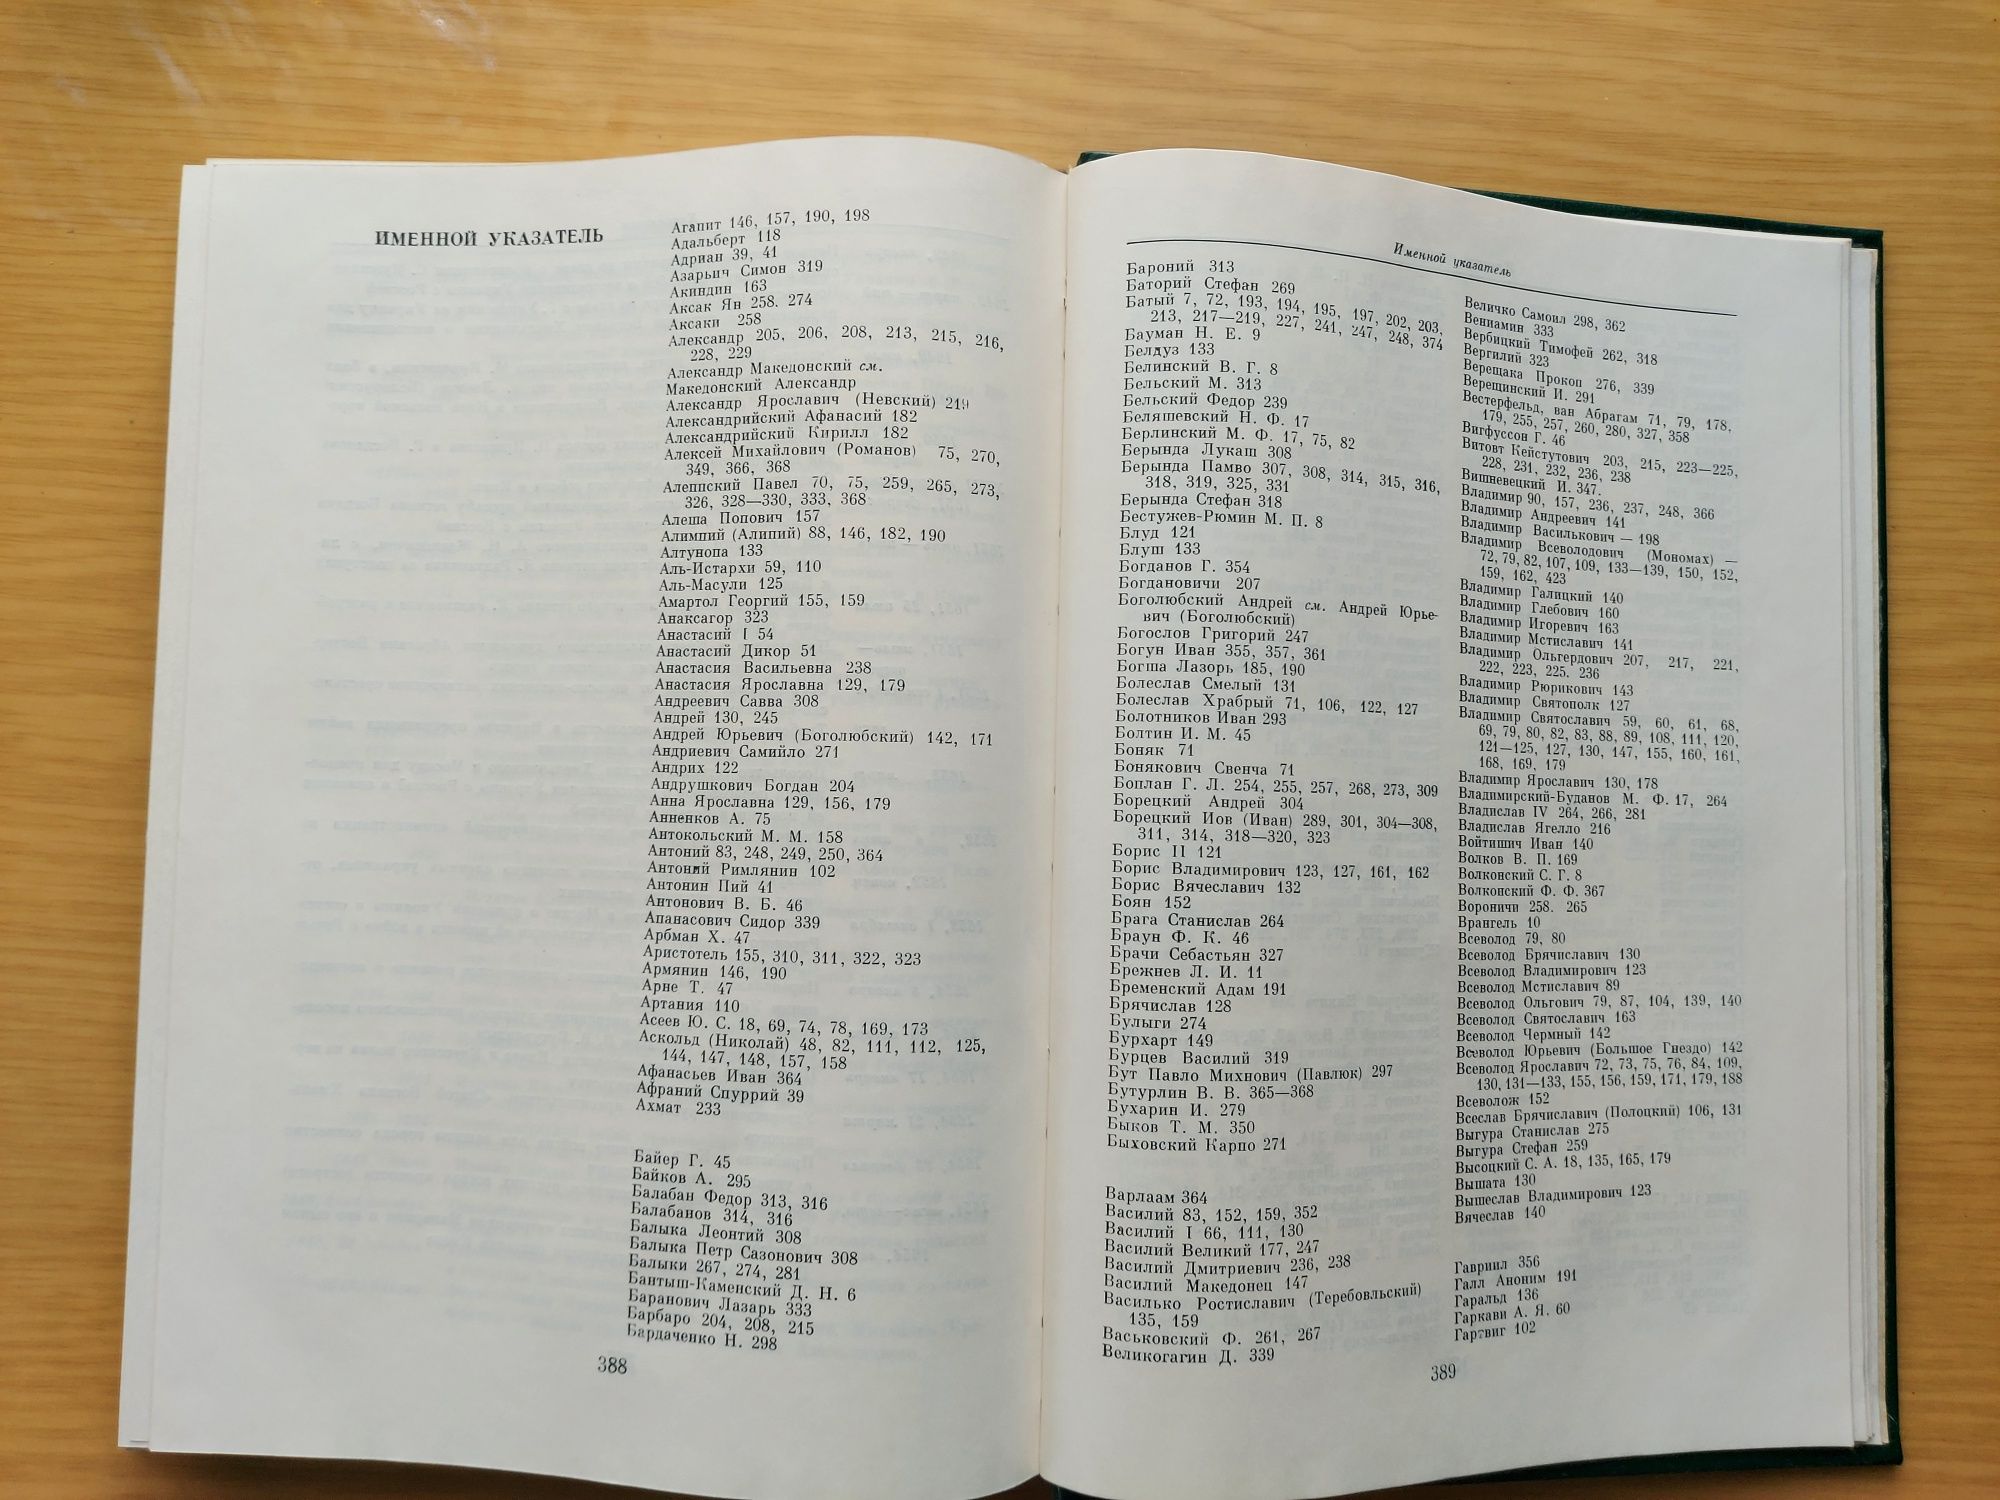 ИМЕННОЙ УКАЗАТЕЛЬ
Агапит 146, 157, 190, 198
Адальберт 118
Адриан 39, 41
Азарьич Симон 319
Акиндин 163
Аксак Ян 258. 274
Аксаки 258
Александр 205, 206, 208, 213, 215, 216,
228, 229
Александр Македонский см.
Македонский Александр
Александр Ярославич (Невский) 219
Александрийский Афанасий 182
Александрийский Кирилл 182
Алексей Михайлович (Романов) 75, 270,
349, 366, 368
Алеппский Павел 70, 75, 259, 265, 273,
326, 328—330, 333, 368
Алеша Попович 157
Алимпий (Алипий) 88, 146, 182, 190
Алтунопа 133
Аль-Истархи 59, 110
Аль-Масули 125
Амартол Георгий 155, 159
Анаксагор 323
Анастасий I 54
Анастасий Дикор 51
Анастасия Васильевна 238
Анастасия Ярославна 129, 179
Андреевич Савва 308
Андрей 130, 245
Андрей Юрьевич (Боголюбский) 142, 171
Андриевич Самийло 271
Андрих 122
Андрушкович Богдан 204
Анна Ярославна 129, 156, 179
Анненков А. 75
Антокольский М. М. 158
Антоний 83, 248, 249, 250, 364
Антоний Римлянин 102
Антонин Пий 41
Антонович В. Б. 46
Апанасович Сидор 339
Арбман Х. 47
Аристотель 155, 310, 311, 322, 323
Армянин 146, 190
Арне Т. 47
Артания 110
Асеев Ю. С. 18, 69, 74, 78, 169, 173
Аскольд (Николай) 48, 82, 111, 112, 125,
144, 147, 148, 157, 158
Афанасьев Иван 364
Афраний Спуррий 39
Ахмат 233
Байер Г. 45
Байков А. 295
Балабан Федор 313, 316
Балабанов 314, 316
Балыка Леонтий 308
Балыка Петр Сазонович 308
Балыки 267, 274, 281
Бантыш-Каменский Д. Н. 6
Баранович Лазарь 333
Барбаро 204, 208, 215
Бардаченко Н. 298
388
Именной указатель
Бароний 313
Баторий Стефан 269
Батый 7, 72, 193, 194, 195, 197, 202, 203,
213, 217—219, 227, 241, 247, 248, 374
Бауман Н. Е. 9
Белдуз 133
Белинский В. Г. 8
Бельский М. 313
Бельский Федор 239
Беляшевский Н. Ф. 17
Берлинский М. Ф. 17, 75, 82
Берында Лукаш 308
Берында Памво 307, 308, 314, 315, 316,
318, 319, 325, 331
Берында Стефан 318
Бестужев-Рюмин М. П. 8
Блуд 121
Блуш 133
Богданов Г. 354
Богдановичи 207
Боголюбский Андрей см. Андрей Юрье-
вич (Боголюбский)
Богослов Григорий 247
Богун Иван 355, 357, 361
Богша Лазорь 185, 190
Болеслав Смелый 131
Болеслав Храбрый 71, 106, 122, 127
Болотников Иван 293
Болтин И. М. 45
Боняк 71
Бонякович Свенча 71
Боплан Г. Л. 254, 255, 257, 268, 273, 309
Борецкий Андрей 304
Борецкий Иов (Иван) 289, 301, 304—308,
311, 314, 318—320, 323
Борис II 121
Борис Владимирович 123, 127, 161, 162
Борис Вячеславич 132
Боян 152
Брага Станислав 264
Браун Ф. К. 46
Брачи Себастьян 327
Брежнев Л. И. 11
Бременский Адам 191
Брячислав 128
Булыги 274
Бурхарт 149
Бурцев Василий 319
Бут Павло Михнович (Павлюк) 297
Бутурлин В. В. 365—368
Бухарин И. 279
Быков Т. М. 350
Быховский Карпо 271
Варлаам 364
Василий 83, 152, 159, 352
Василий I 66, 111, 130
Василий Великий 177, 247
Василий Дмитриевич 236, 238
Василий Македонец 147
Василько Ростиславич (Теребовльский)
135, 159
Васьковский Ф. 261, 267
Великогагин Д. 339
Величко Самоил 298, 362
Вениамин 333
Вербицкий Тимофей 262, 318
Вергилий 323
Верещака Прокоп 276, 339
Верещинский И. 291
Вестерфельд, ван Абрагам 71, 79, 178,
179, 255, 257, 260, 280, 327, 358
Вигфуссон Г. 46
Витовт Кейстутович 203, 215, 223—225,
228, 231, 232, 236, 238
Вишневецкий И. 347.
Владимир 90, 157, 236, 237, 248, 366
Владимир Андреевич 141
Владимир Василькович — 198
Владимир Всеволодович (Мономах) —
72, 79, 82, 107, 109, 133—139, 150, 152,
159, 162, 423
Владимир Галицкий 140
Владимир Глебович 160
Владимир Игоревич 163
Владимир Мстиславич 141
Владимир Ольгердович 207, 217, 221,
222, 223, 225. 236
Владимир Рюрикович 143
Владимир Святополк 127
Владимир Святославич 59, 60, 61, 68,
69, 79, 80, 82, 83, 88, 89, 108, 111, 120,
121—125, 127, 130, 147, 155, 160, 161,
168, 169, 179
Владимир Ярославич 130, 178
Владимирский-Буданов М. Ф. 17, 264
Владислав IV 264, 266, 281
Владислав Ягелло 216
Войтишич Иван 140
Волков В. П. 169
Волконский С. Г. 8
Волконский Ф. Ф. 367
Вороничи 258. 265
Врангель 10
Всеволод 79, 80
Всеволод Брячиславич 130
Всеволод Владимирович 123
Всеволод Мстиславич 89
Всеволод Ольгович 79, 87, 104, 139, 140
Всеволод Святославич 163
Всеволод Чермный 142
Всеволод Юрьевич (Большое Гнездо) 142
Всеволод Ярославич 72, 73, 75, 76, 84, 109,
130, 131—133, 155, 156, 159, 171, 179, 188
Всеволож 152
Всеслав Брячиславич (Полоцкий) 106, 131
Выгура Станислав 275
Выгура Стефан 259
Высоцкий С. А. 18, 135, 165, 179
Вышата 130
Вышеслав Владимирович 123
Вячеслав 140
Гавриил 356
Галл Аноним 191
Гаральд 136
Гаркави А. Я. 60
Гартвиг 102
389